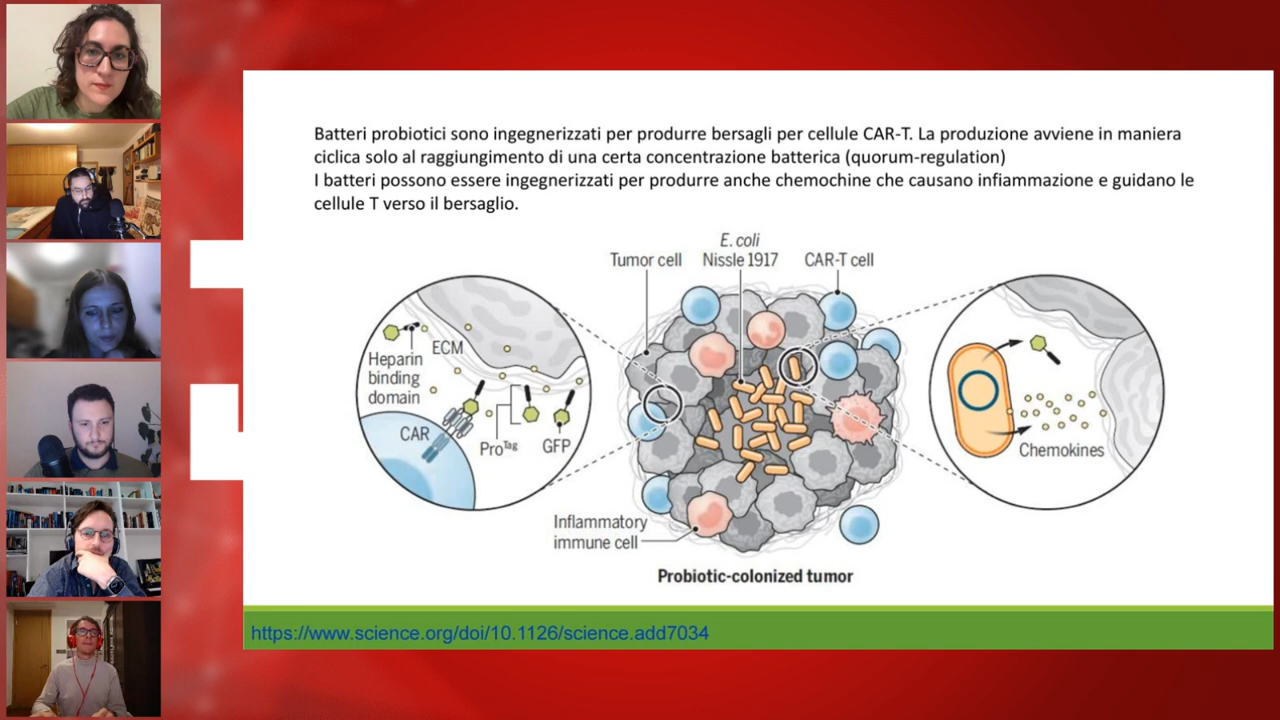 Batteri probiotici sono ingegnerizzati per produrre bersagli per cellule CAR-T. La produzione avviene in maniera
ciclica solo al raggiungimento di una certa concentrazione batterica (quorum-regulation)
I batteri possono essere ingegnerizzati per produrre anche chemochine che causano infiammazione e guidano le
cellule T verso il bersaglio.
Tumor cell
E. coli
Nissle 1917
CAR-T cell
Heparin
binding
domain
ECM
CAR
ProTag
GFP
Chemokines
Inflammatory
immune cell
Probiotic-colonized tumor
https://www.science.org/doi/10.1126/science.add7034